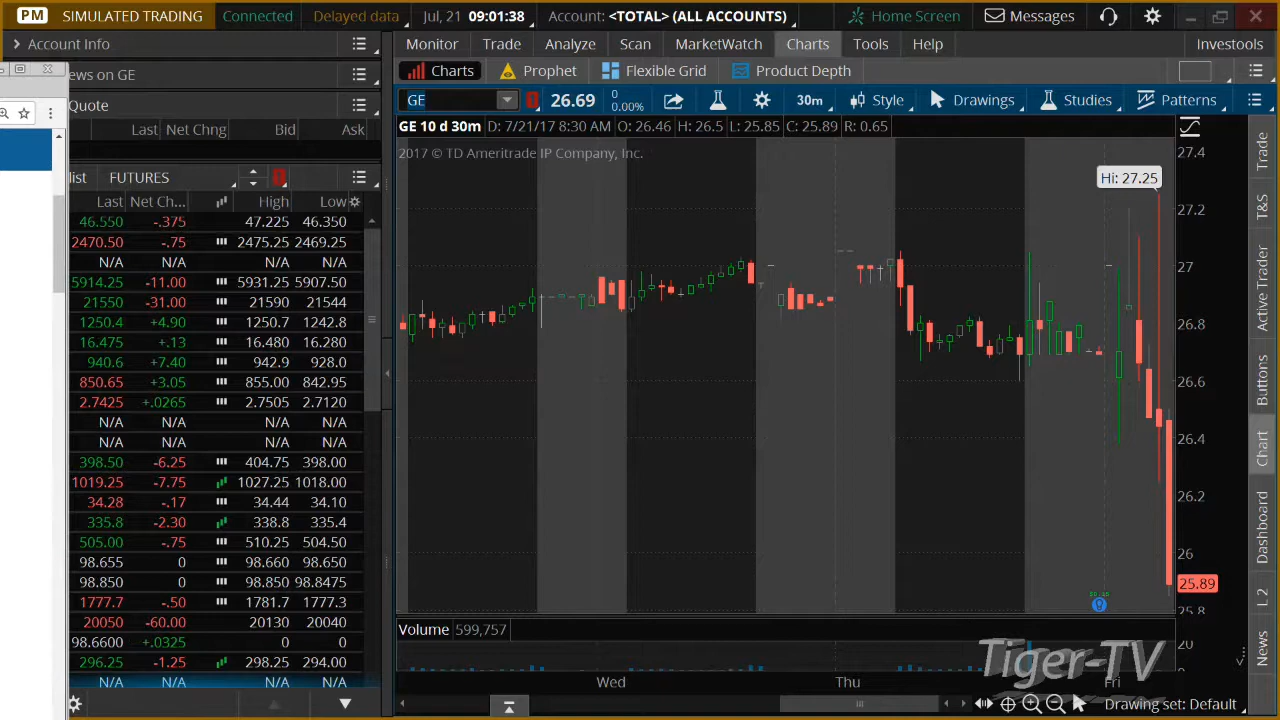 PM SIMULATED TRADING Connected Delayed data Jul, 21 09:01:38 Account: <TOTAL> (ALL ACCOUNTS) Home Screen Messages
Account Info
Monitor Trade Analyze Scan MarketWatch Charts Tools Help Investools
ews on GE
Charts Prophet Flexible Grid Product Depth
Quote
GE 26.69 0 0.00% 30m Style Drawings Studies Patterns
Last Net Chng Bid Ask
GE 10 d 30m D: 7/21/17 8:30 AM O: 26.46 H: 26.5 L: 25.85 C: 25.89 R: 0.65
2017 © TD Ameritrade IP Company, Inc.
list FUTURES
Last Net Ch... High Low
46.550 -.375 47.225 46.350
2470.50 -.75 2475.25 2469.25
N/A N/A N/A N/A
5914.25 -11.00 5931.25 5907.50
21550 -31.00 21590 21544
1250.4 +4.90 1250.7 1242.8
16.475 +.13 16.480 16.280
940.6 +7.40 942.9 928.0
850.65 +3.05 855.00 842.95
2.7425 +.0265 2.7505 2.7120
N/A N/A N/A N/A
N/A N/A N/A N/A
398.50 -6.25 404.75 398.00
1019.25 -7.75 1027.25 1018.00
34.28 -.17 34.44 34.10
335.8 -2.30 338.8 335.4
505.00 -.75 510.25 504.50
98.655 0 98.660 98.650
98.850 0 98.850 98.8475
1777.7 -.50 1781.7 1777.3
20050 -60.00 20130 20040
98.6600 +.0325 0 0
296.25 -1.25 298.25 294.00
N/A N/A N/A N/A
Hi: 27.25
27.4
27.2
27
26.8
26.6
26.4
26.2
26
25.89
25.8
Volume 599,757
20
Tiger-TV
Wed Thu Fri
Drawing set: Default
Trade
T&S
Active Trader
Buttons
Chart
Dashboard
L 2
News